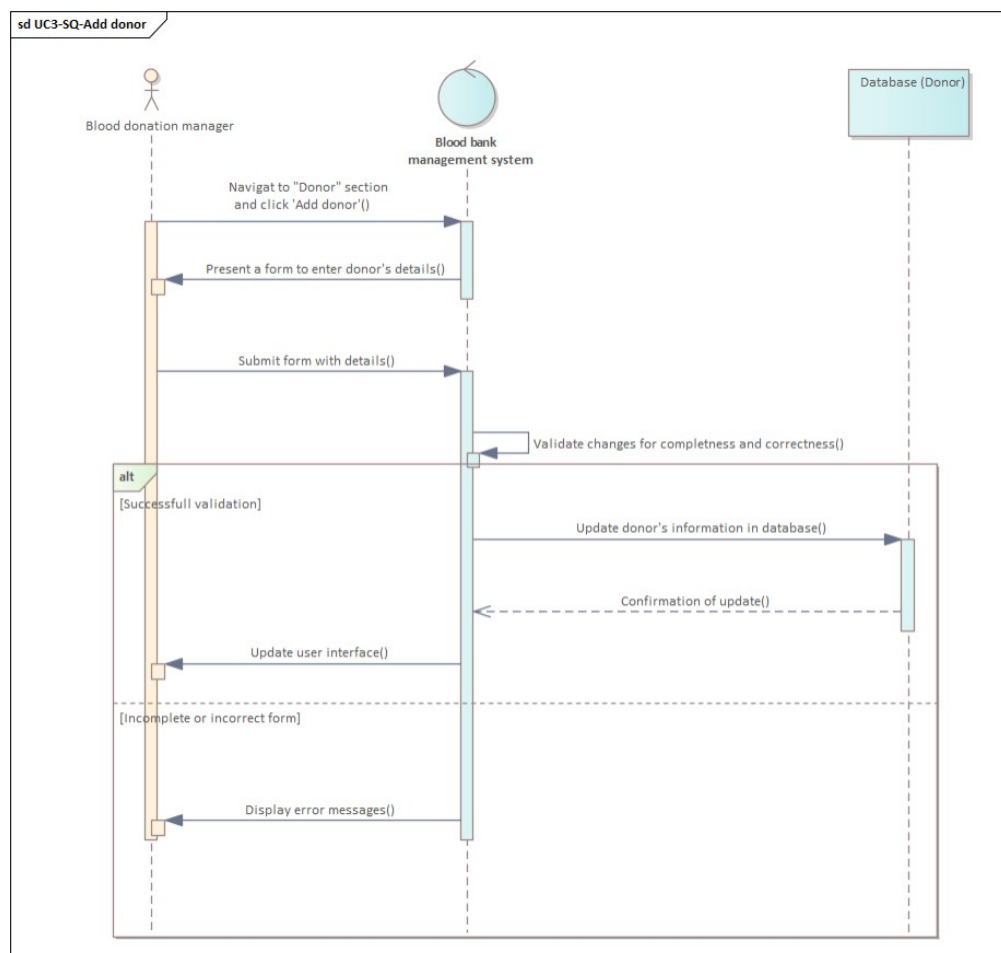 sd UC3-SQ-Add donor
Blood donation manager
Blood bank
management system
Database (Donor)
Navigat to "Donor" section
and click 'Add donor'()
Present a form to enter donor's details()
Submit form with details()
Validate changes for completness and correctness()
alt
[Successfull validation]
Update donor's information in database()
Confirmation of update()
Update user interface()
[Incomplete or incorrect form]
Display error messages()